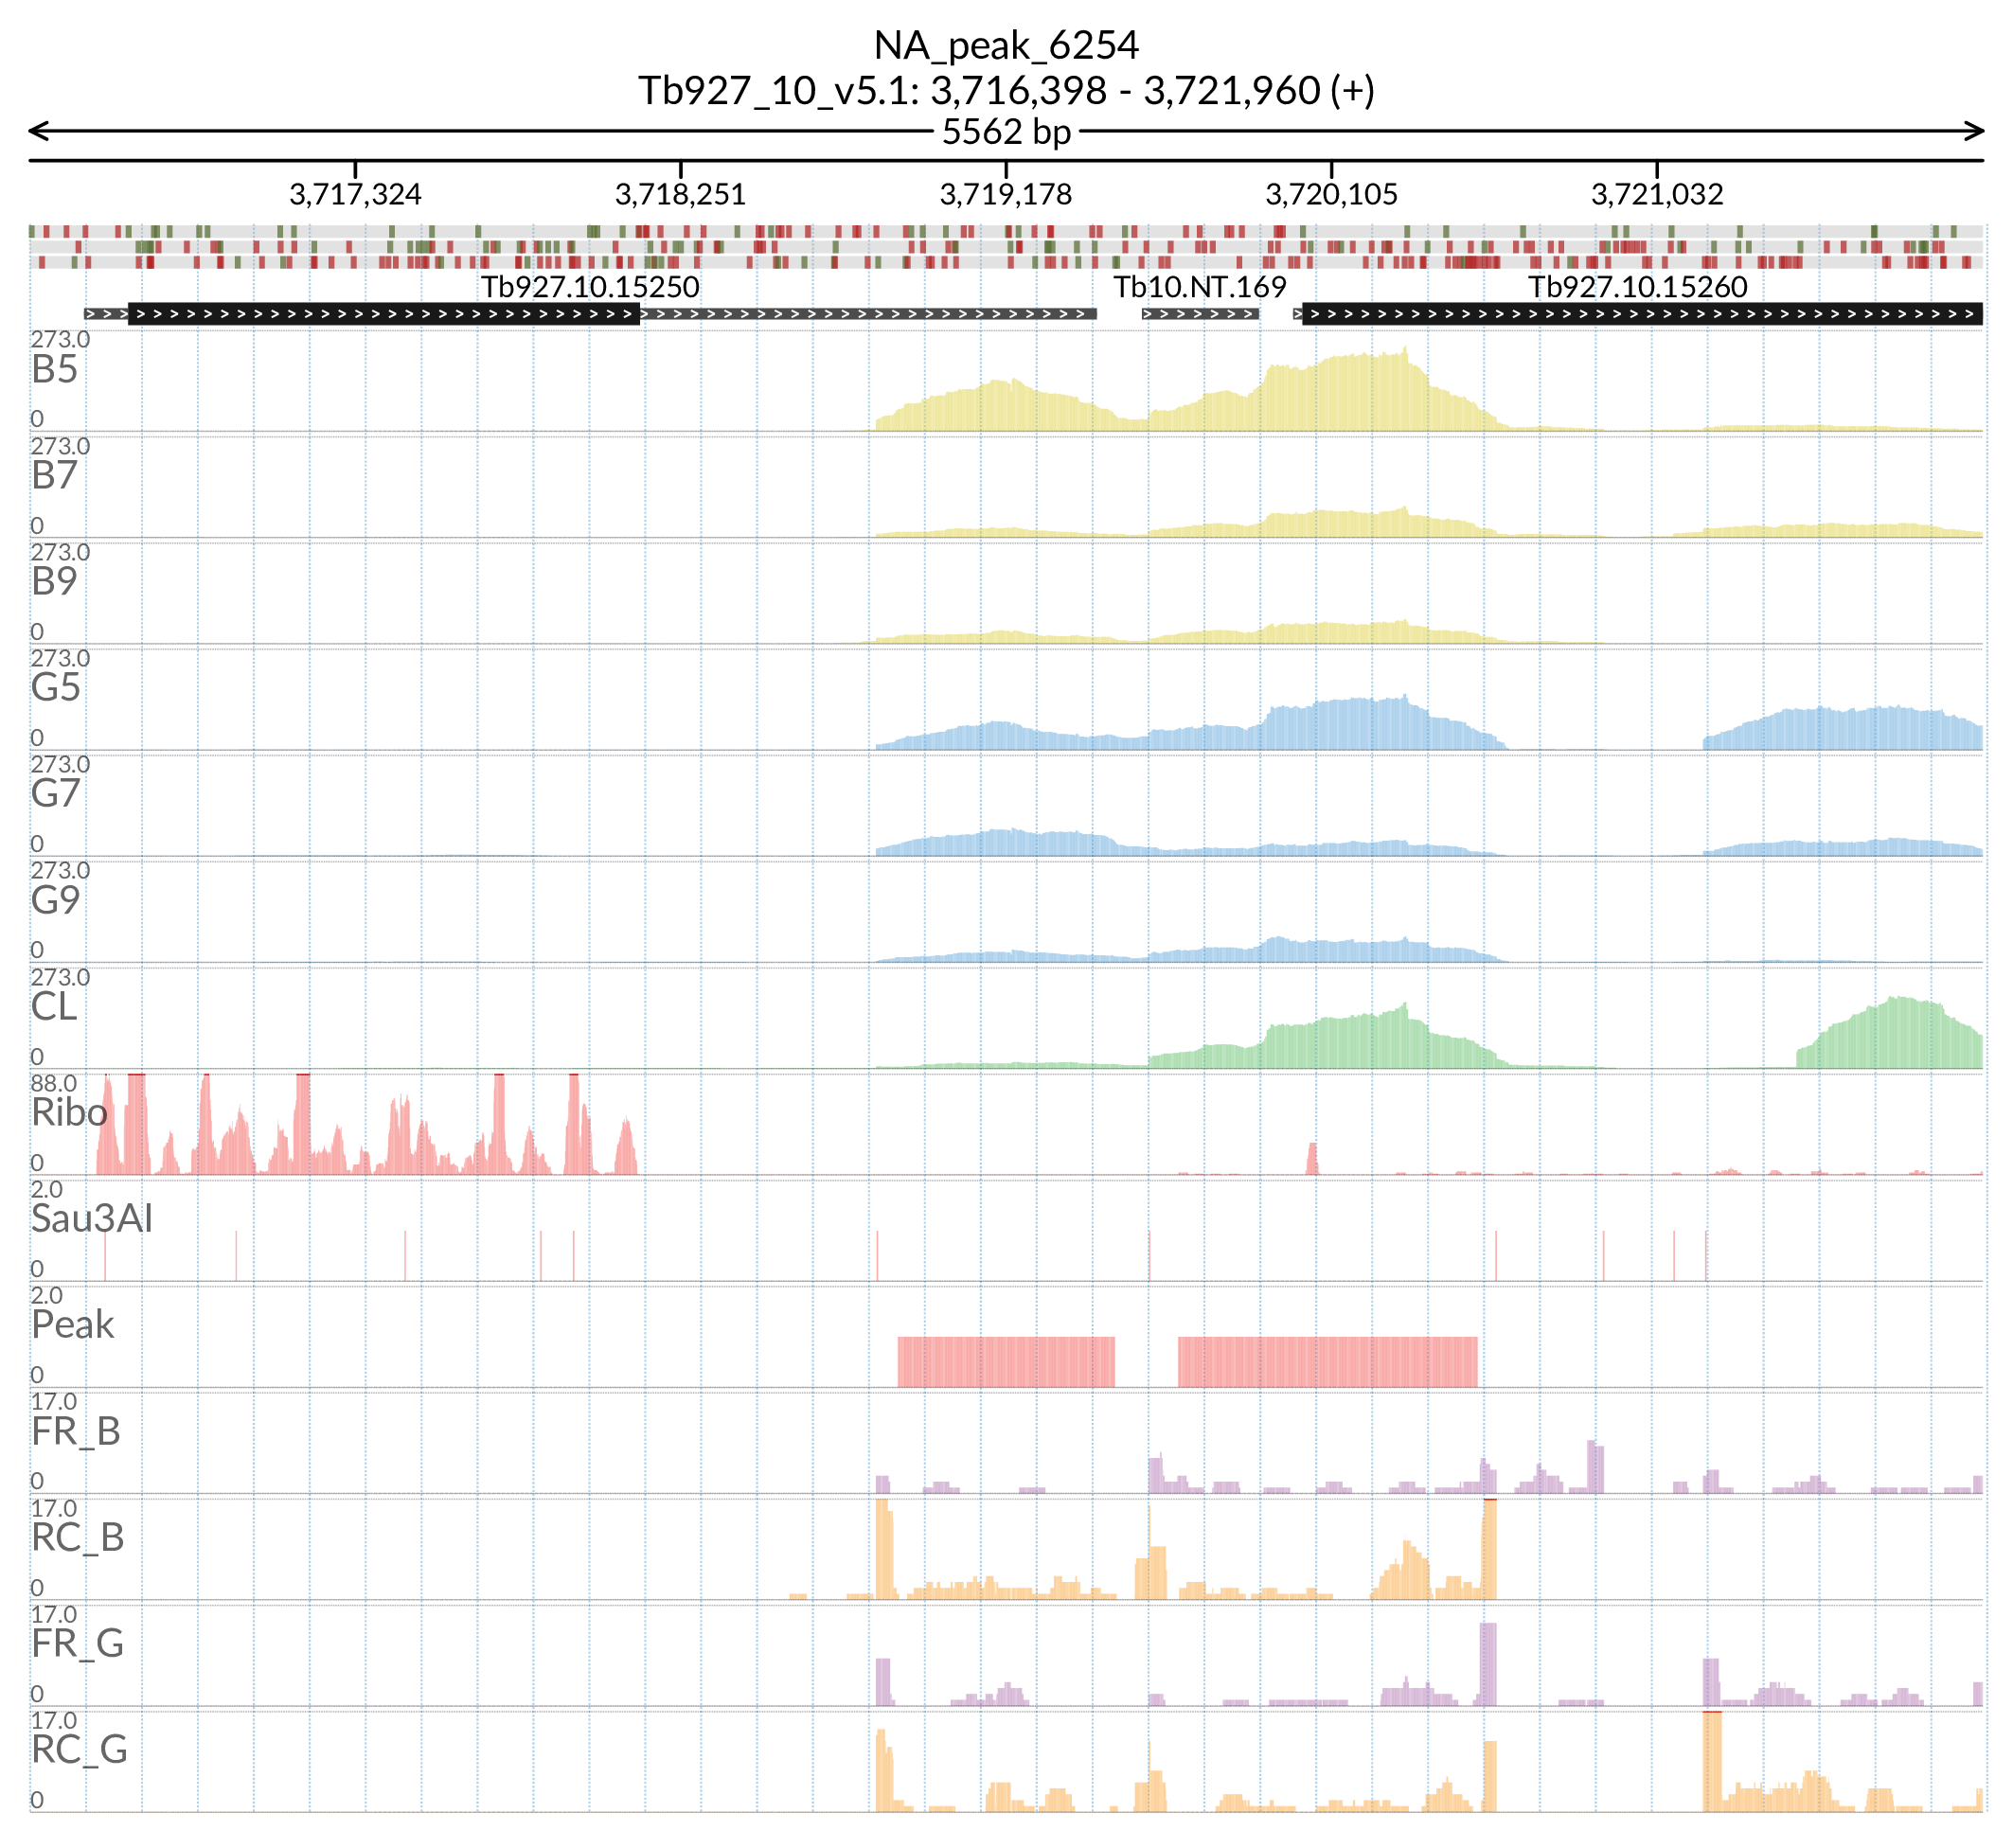 NA_peak_6254
Tb927_10_v5.1: 3,716,398 - 3,721,960 (+)
5562 bp
3,717,324 3,718,251 3,719,178 3,720,105 3,721,032
Tb927.10.15250 Tb10.NT.169 Tb927.10.15260
273.0
B5
0
273.0
B7
0
273.0
B9
0
273.0
G5
0
273.0
G7
0
273.0
G9
0
273.0
CL
0
88.0
Ribo
0
2.0
Sau3AI
0
2.0
Peak
0
17.0
FR_B
0
17.0
RC_B
0
17.0
FR_G
0
17.0
RC_G
0